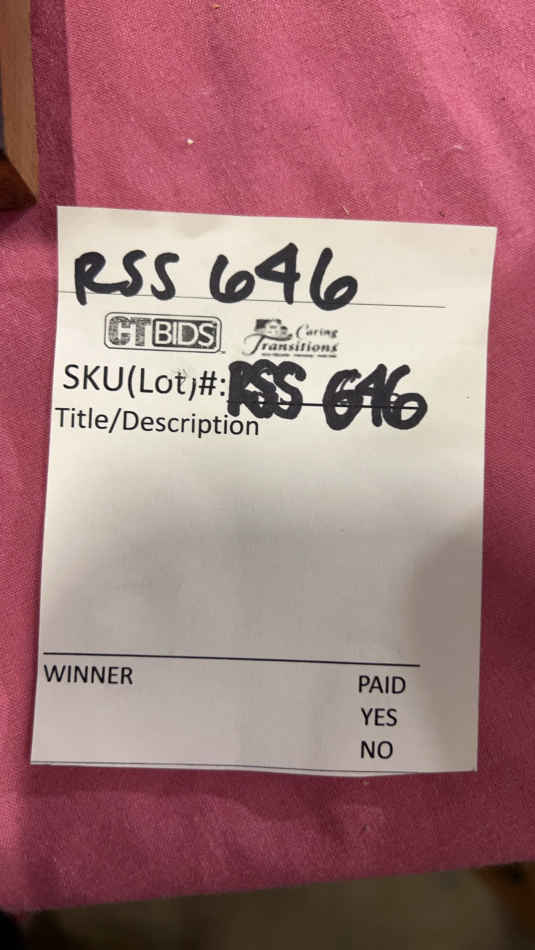 RSS 646
CTBIDS
Caring
Transitions
SKU(Lot)#: RSS 646
Title/Description
WINNER
PAID
YES
NO